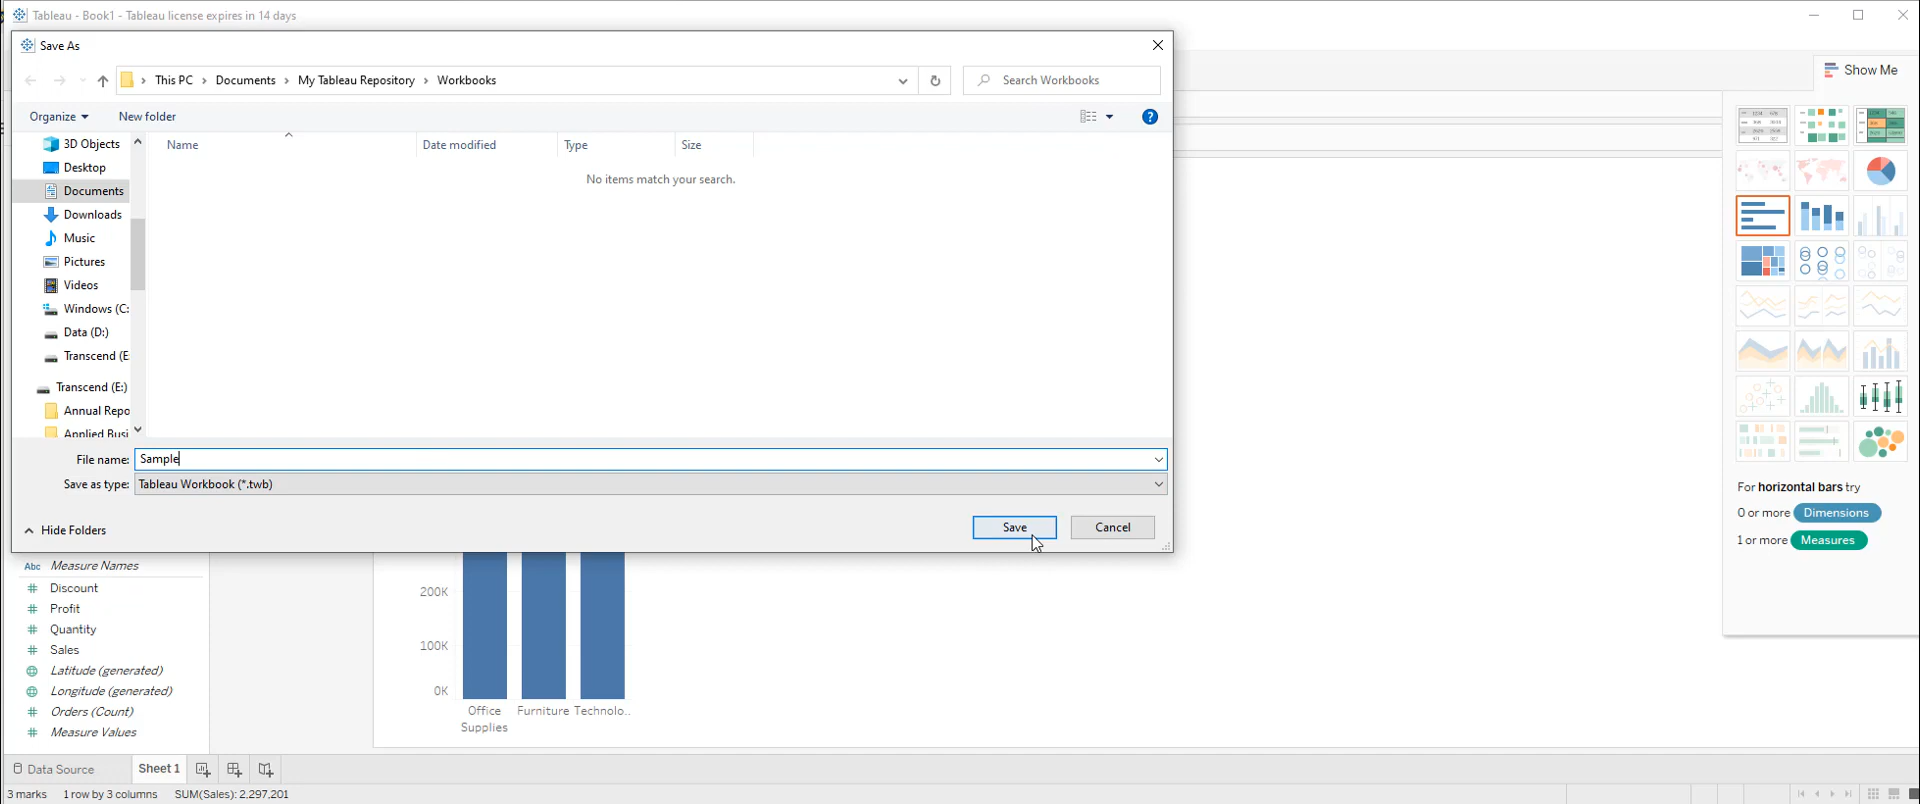 Tableau - Book1 - Tableau license expires in 14 days
Save As
This PC > Documents > My Tableau Repository > Workbooks
Search Workbooks
Show Me
Organize
New folder
Name
Date modified
Type
Size
3D Objects
Desktop
Documents
Downloads
Music
Pictures
Videos
Windows (C:
Data (D:)
Transcend (E:
Transcend (E:)
Annual Repo
Applied Busi
No items match your search.
File name: Sample
Save as type: Tableau Workbook (*.twb)
Hide Folders
Save
Cancel
For horizontal bars try
0 or more Dimensions
1 or more Measures
Abc Measure Names
# Discount
# Profit
# Quantity
# Sales
Latitude (generated)
Longitude (generated)
# Orders (Count)
# Measure Values
200K
100K
0K
Office
Supplies
Furniture
Technolo..
Data Source
Sheet 1
3 marks
1 row by 3 columns
SUM(Sales): 2,297,201